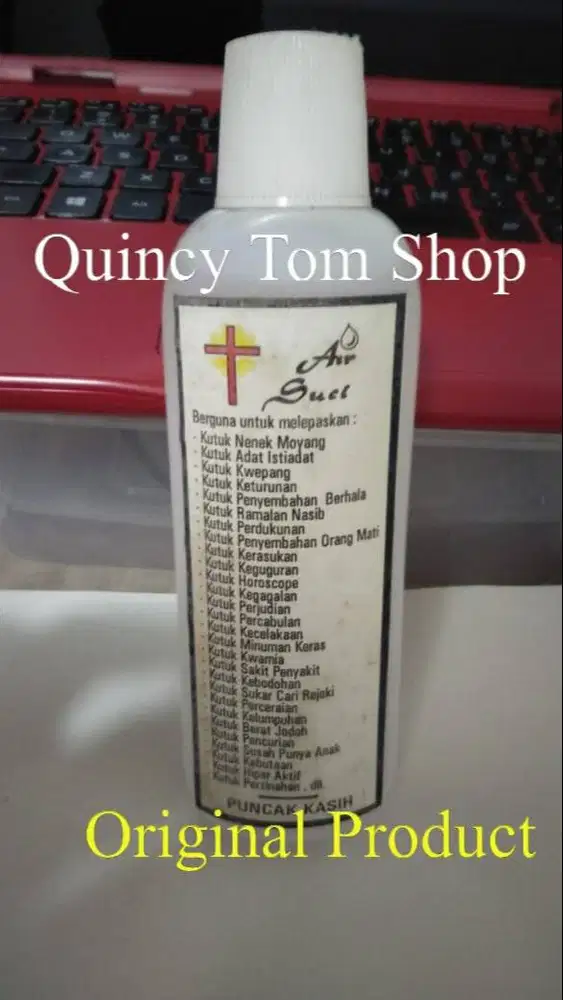 Quincy Tom Shop
Air
Suci
Berguna untuk melepaskan :
- Kutuk Nenek Moyang
- Kutuk Adat Istiadat
- Kutuk Kwepang
- Kutuk Keturunan
- Kutuk Penyembahan Berhala
- Kutuk Ramalan Nasib
- Kutuk Perdukunan
- Kutuk Penyembahan Orang Mati
- Kutuk Kerasukan
- Kutuk Keguguran
- Kutuk Horoscope
- Kutuk Kegagalan
- Kutuk Perjudian
- Kutuk Percabulan
- Kutuk Kecelakaan
- Kutuk Minuman Keras
- Kutuk Kwamia
- Kutuk Sakit Penyakit
- Kutuk Kebodohan
- Kutuk Sukar Cari Rejeki
- Kutuk Perceraian
- Kutuk Kelumpuhan
- Kutuk Berat Jodoh
- Kutuk Pencurian
- Kutuk Susah Punya Anak
- Kutuk Kebutaan
- Kutuk Hiper Aktif
- Kutuk Perzinahan , dll.
PUNCAK KASIH
Original Product